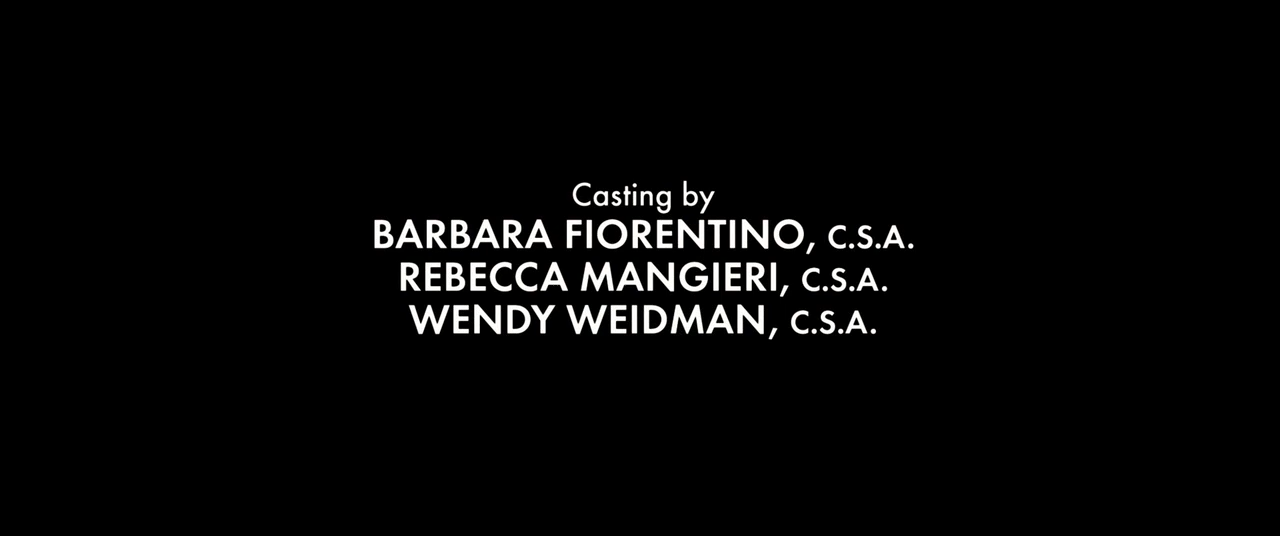 Casting by
BARBARA FIORENTINO, C.S.A.
REBECCA MANGIERI, C.S.A.
WENDY WEIDMAN, C.S.A.